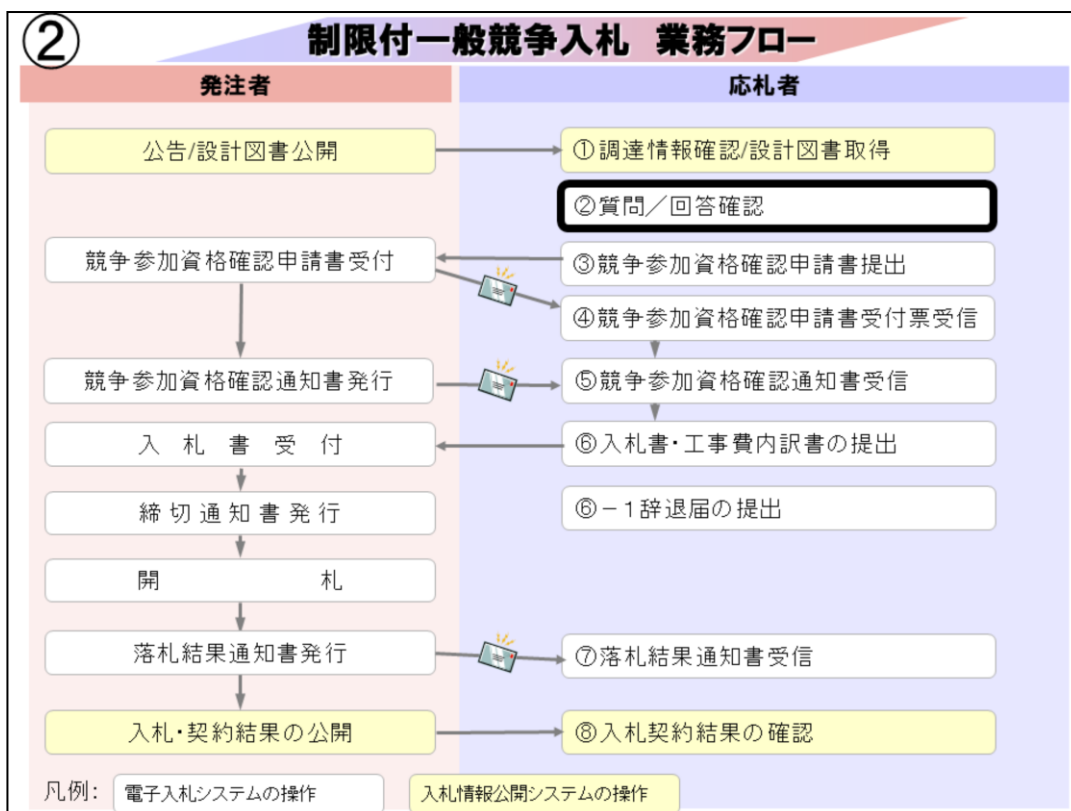 ②
制限付一般競争入札 業務フロー
発注者
応札者
公告/設計図書公開
①調達情報確認/設計図書取得
②質問／回答確認
競争参加資格確認申請書受付
③競争参加資格確認申請書提出
④競争参加資格確認申請書受付票受信
競争参加資格確認通知書発行
⑤競争参加資格確認通知書受信
入 札 書 受 付
⑥入札書・工事費内訳書の提出
締切通知書発行
⑥－1辞退届の提出
開 札
落札結果通知書発行
⑦落札結果通知書受信
入札・契約結果の公開
⑧入札契約結果の確認
凡例: 電子入札システムの操作 入札情報公開システムの操作